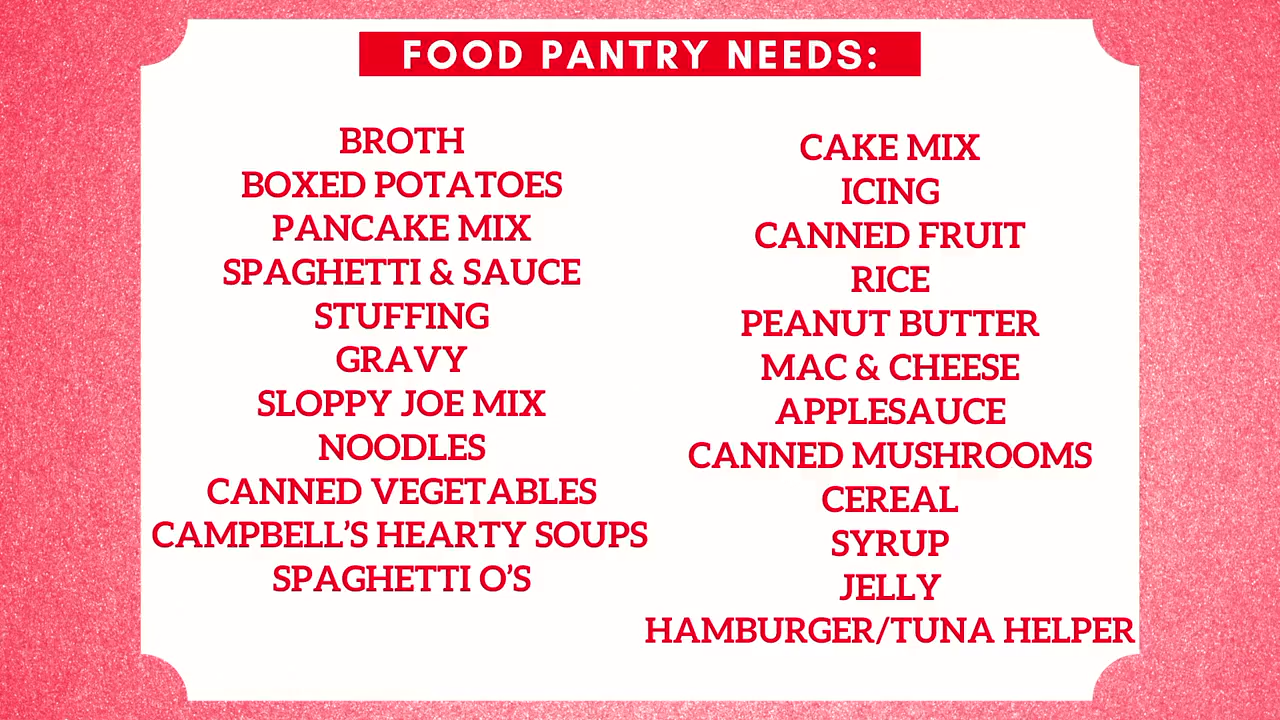 FOOD PANTRY NEEDS:
BROTH
BOXED POTATOES
PANCAKE MIX
SPAGHETTI & SAUCE
STUFFING
GRAVY
SLOPPY JOE MIX
NOODLES
CANNED VEGETABLES
CAMPBELL'S HEARTY SOUPS
SPAGHETTI O'S
CAKE MIX
ICING
CANNED FRUIT
RICE
PEANUT BUTTER
MAC & CHEESE
APPLESAUCE
CANNED MUSHROOMS
CEREAL
SYRUP
JELLY
HAMBURGER/TUNA HELPER